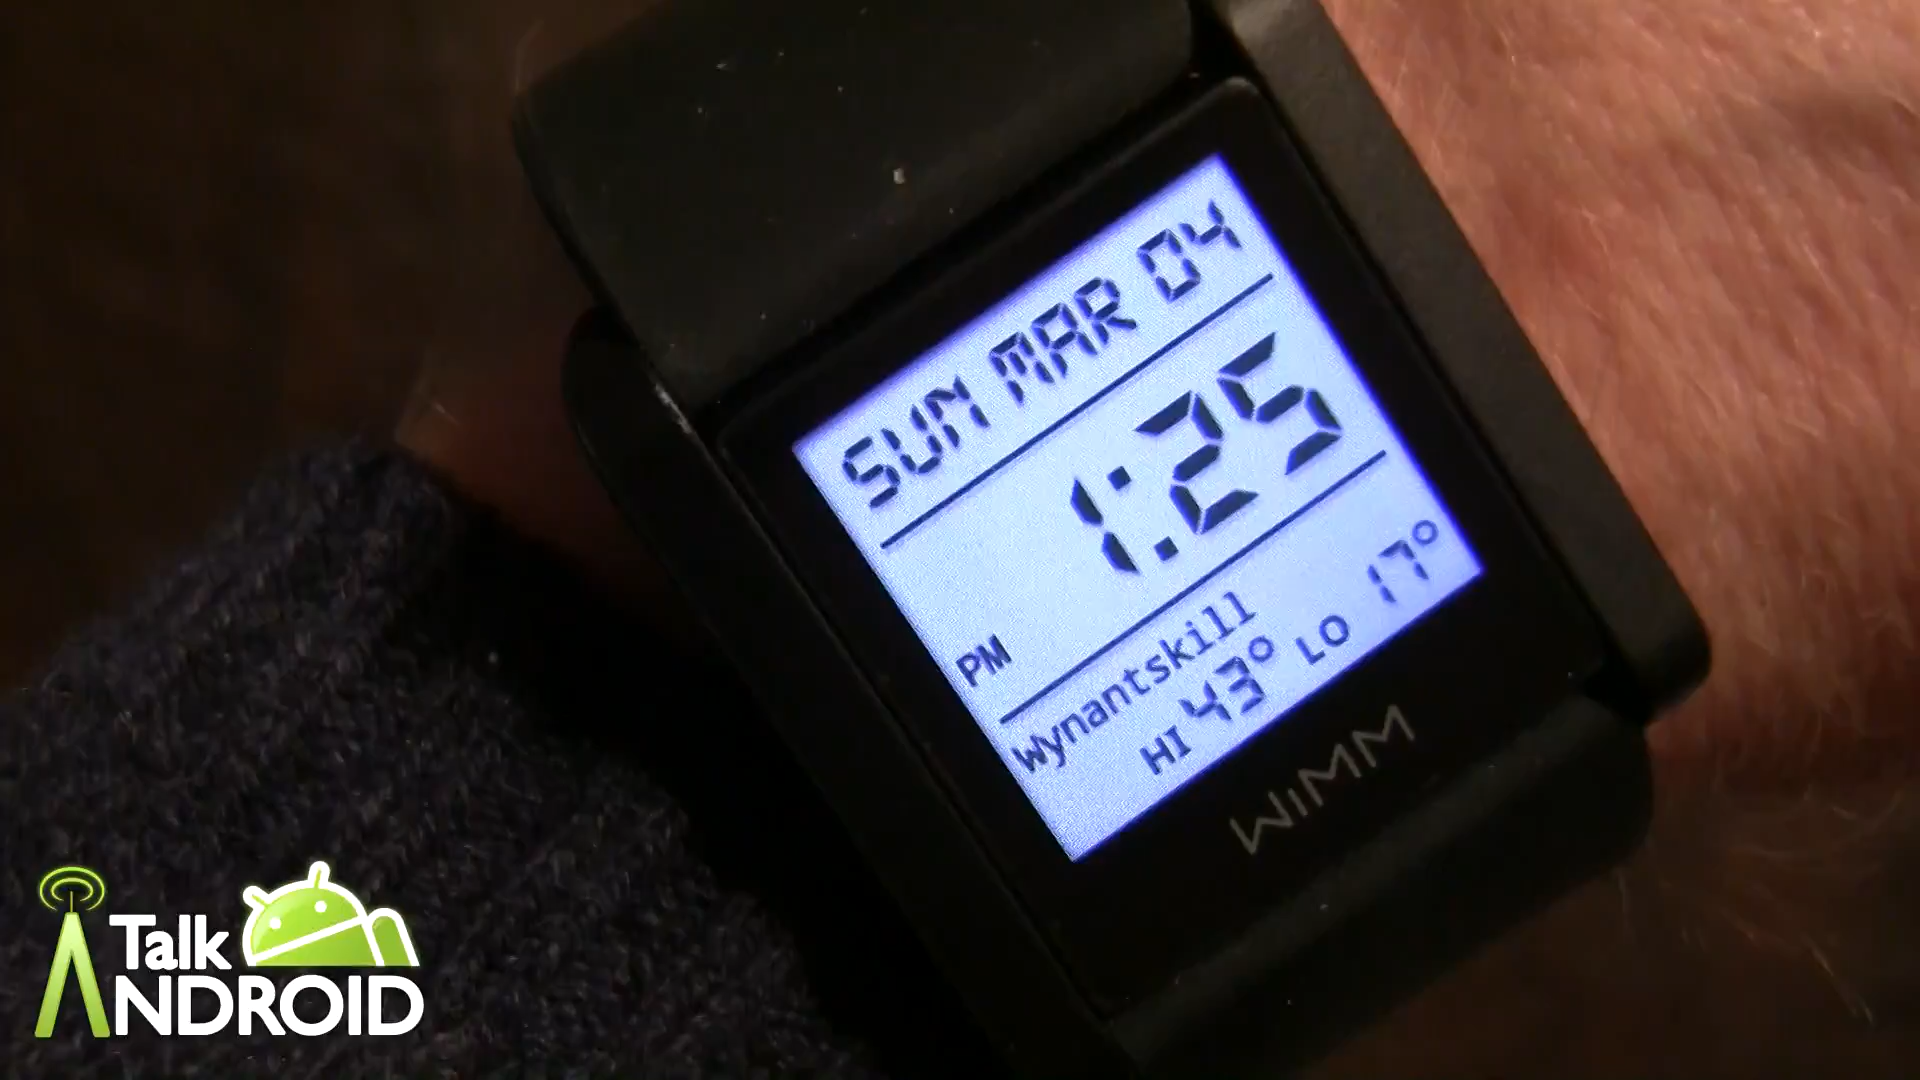 SUN MAR 04
1:25
PM
Wynantskill
HI 43° LO 17°
WIMM
Talk
ANDROID